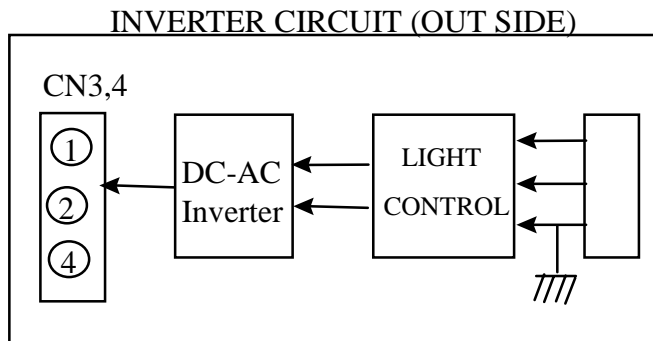 INVERTER CIRCUIT (OUT SIDE)
CN3,4
1
2
4
DC-AC
Inverter
LIGHT
CONTROL